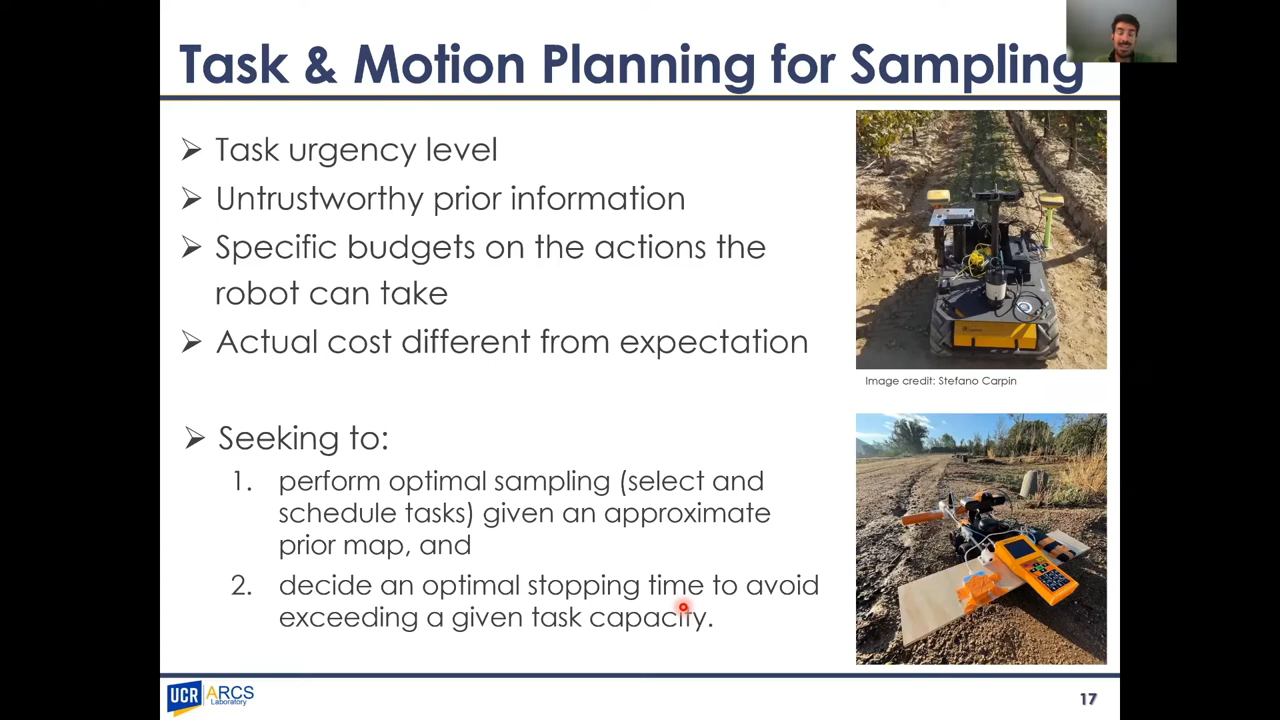 Task & Motion Planning for Sampling
➢ Task urgency level
➢ Untrustworthy prior information
➢ Specific budgets on the actions the
robot can take
➢ Actual cost different from expectation
Image credit: Stefano Carpin
➢ Seeking to:
1. perform optimal sampling (select and
schedule tasks) given an approximate
prior map, and
2. decide an optimal stopping time to avoid
exceeding a given task capacity.
UCR ARCS
Laboratory
17